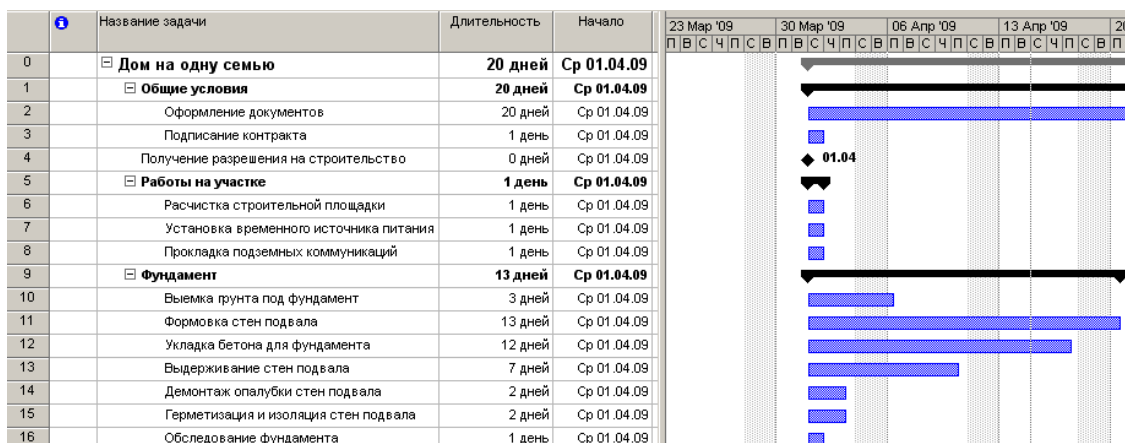 Название задачи Длительность Начало 23 Мар '09 30 Мар '09 06 Апр '09 13 Апр '09 20
П В С Ч П С В П В С Ч П С В П В С Ч П С В П В С Ч П С В П
0 Дом на одну семью 20 дней Ср 01.04.09
1 Общие условия 20 дней Ср 01.04.09
2 Оформление документов 20 дней Ср 01.04.09
3 Подписание контракта 1 день Ср 01.04.09
4 Получение разрешения на строительство 0 дней Ср 01.04.09 01.04
5 Работы на участке 1 день Ср 01.04.09
6 Расчистка строительной площадки 1 день Ср 01.04.09
7 Установка временного источника питания 1 день Ср 01.04.09
8 Прокладка подземных коммуникаций 1 день Ср 01.04.09
9 Фундамент 13 дней Ср 01.04.09
10 Выемка грунта под фундамент 3 дней Ср 01.04.09
11 Формовка стен подвала 13 дней Ср 01.04.09
12 Укладка бетона для фундамента 12 дней Ср 01.04.09
13 Выдерживание стен подвала 7 дней Ср 01.04.09
14 Демонтаж опалубки стен подвала 2 дней Ср 01.04.09
15 Герметизация и изоляция стен подвала 2 дней Ср 01.04.09
16 Обследование фундамента 1 день Ср 01.04.09